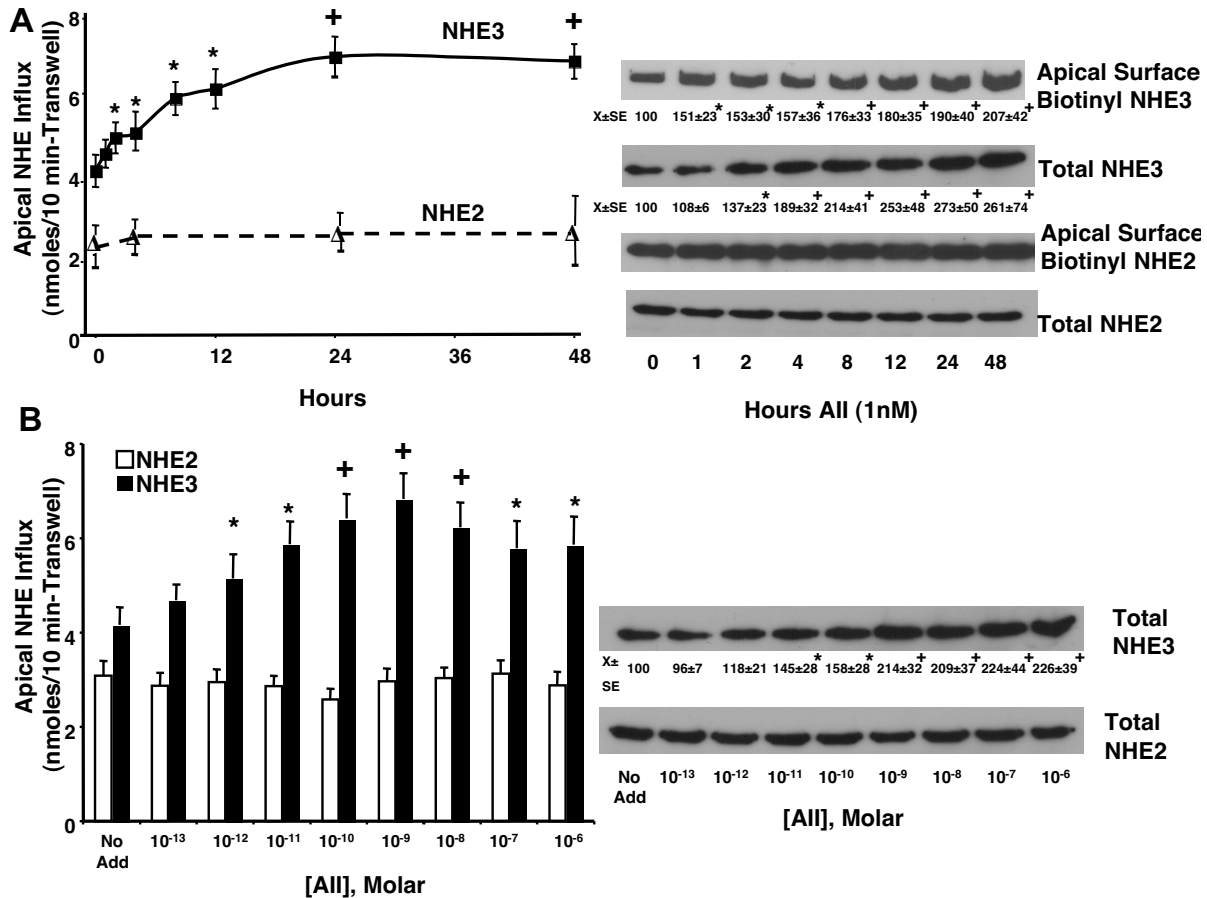 A
8
6
4
2
0
Apical NHE Influx
(nmoles/10 min-Transwell)
+
+
*
*
*
*
NHE3
NHE2
0 12 24 36 48
Hours
Apical Surface
Biotinyl NHE3
X±SE 100 151±23* 153±30* 157±36* 176±33+ 180±35+ 190±40+ 207±42+
Total NHE3
X±SE 100 108±6 137±23* 189±32+ 214±41+ 253±48+ 273±50+ 261±74+
Apical Surface
Biotinyl NHE2
Total NHE2
0 1 2 4 8 12 24 48
Hours AII (1nM)
B
8
6
4
2
0
Apical NHE Influx
(nmoles/10 min-Transwell)
NHE2
NHE3
* * + + + * *
No
Add
10-13 10-12 10-11 10-10 10-9 10-8 10-7 10-6
[AII], Molar
Total
NHE3
X±
SE
100 96±7 118±21 145±28* 158±28* 214±32+ 209±37+ 224±44+ 226±39+
Total
NHE2
No
Add
10-13 10-12 10-11 10-10 10-9 10-8 10-7 10-6
[AII], Molar